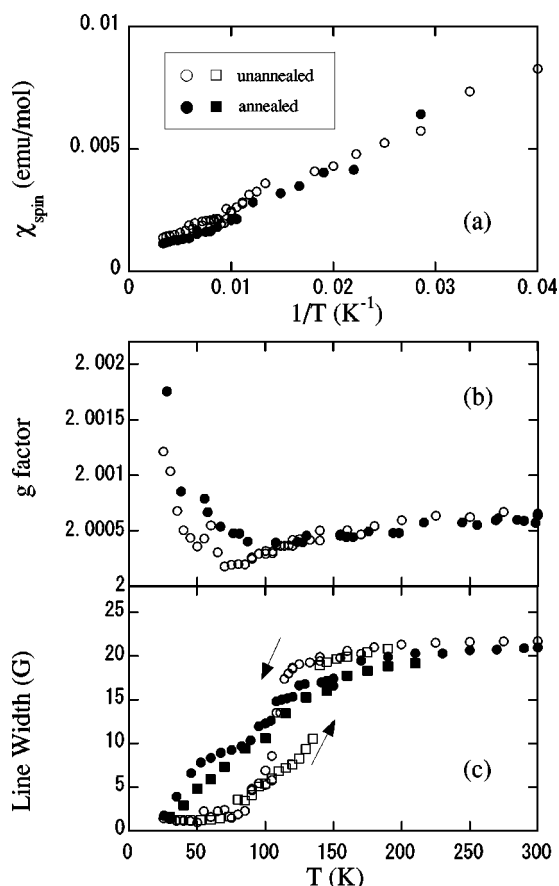 0.01
unannealed
annealed
0.005
χspin (emu/mol)
(a)
0
0 0.01 0.02 0.03 0.04
1/T (K-1)
2.002
(b)
2.0015
g factor
2.001
2.0005
2
25
20
15
Line Width (G)
10
(c)
5
0
0 50 100 150 200 250 300
T (K)